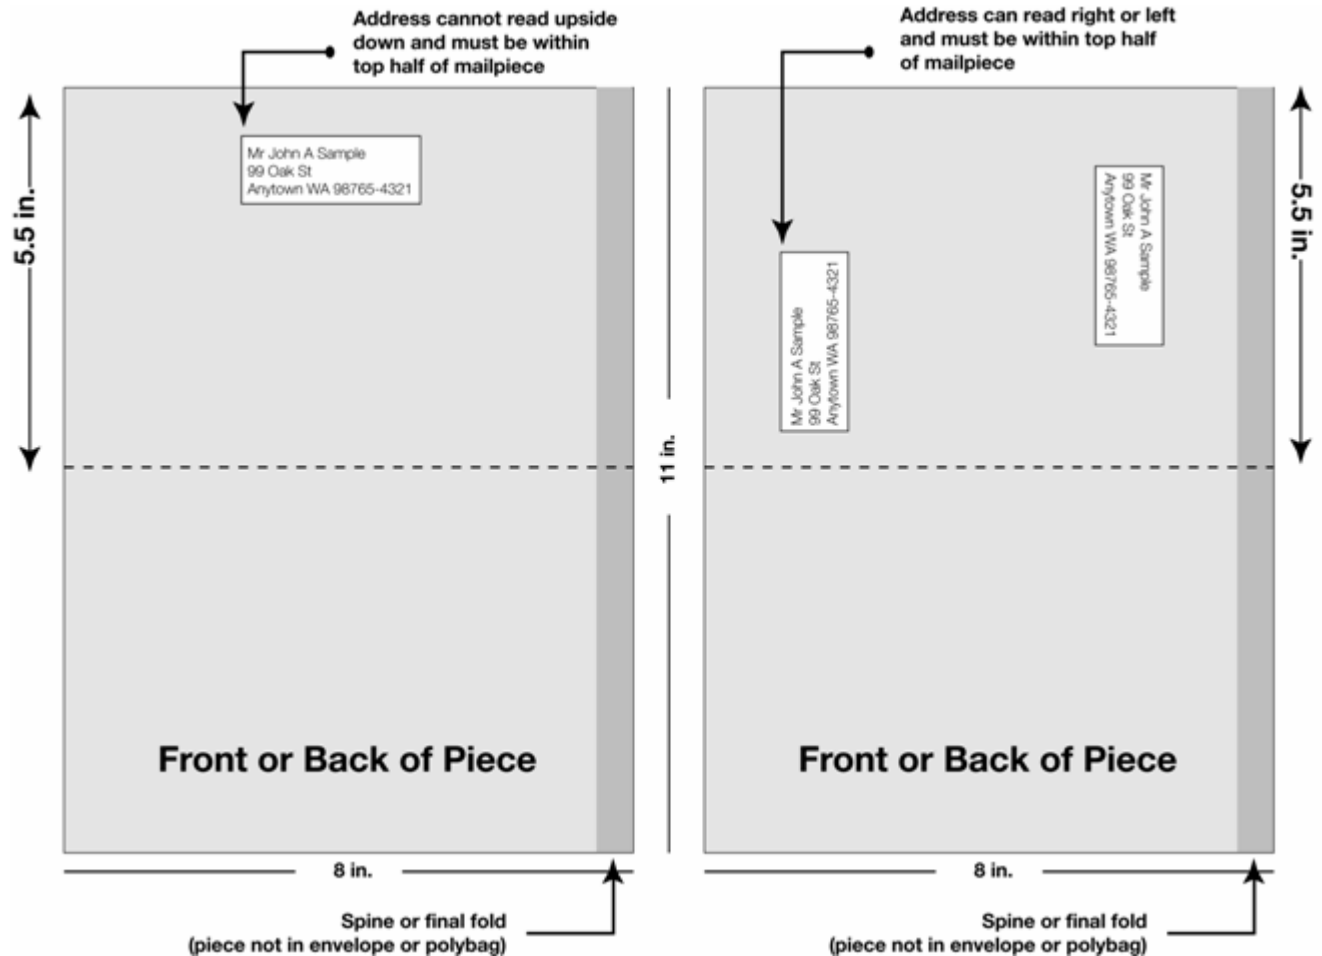 Address cannot read upside
down and must be within
top half of mailpiece
Mr John A Sample
99 Oak St
Anytown WA 98765-4321
5.5 in.
Front or Back of Piece
8 in.
Spine or final fold
(piece not in envelope or polybag)
11 in.
Address can read right or left
and must be within top half
of mailpiece
Mr John A Sample
99 Oak St
Anytown WA 98765-4321
Mr John A Sample
99 Oak St
Anytown WA 98765-4321
5.5 in.
Front or Back of Piece
8 in.
Spine or final fold
(piece not in envelope or polybag)